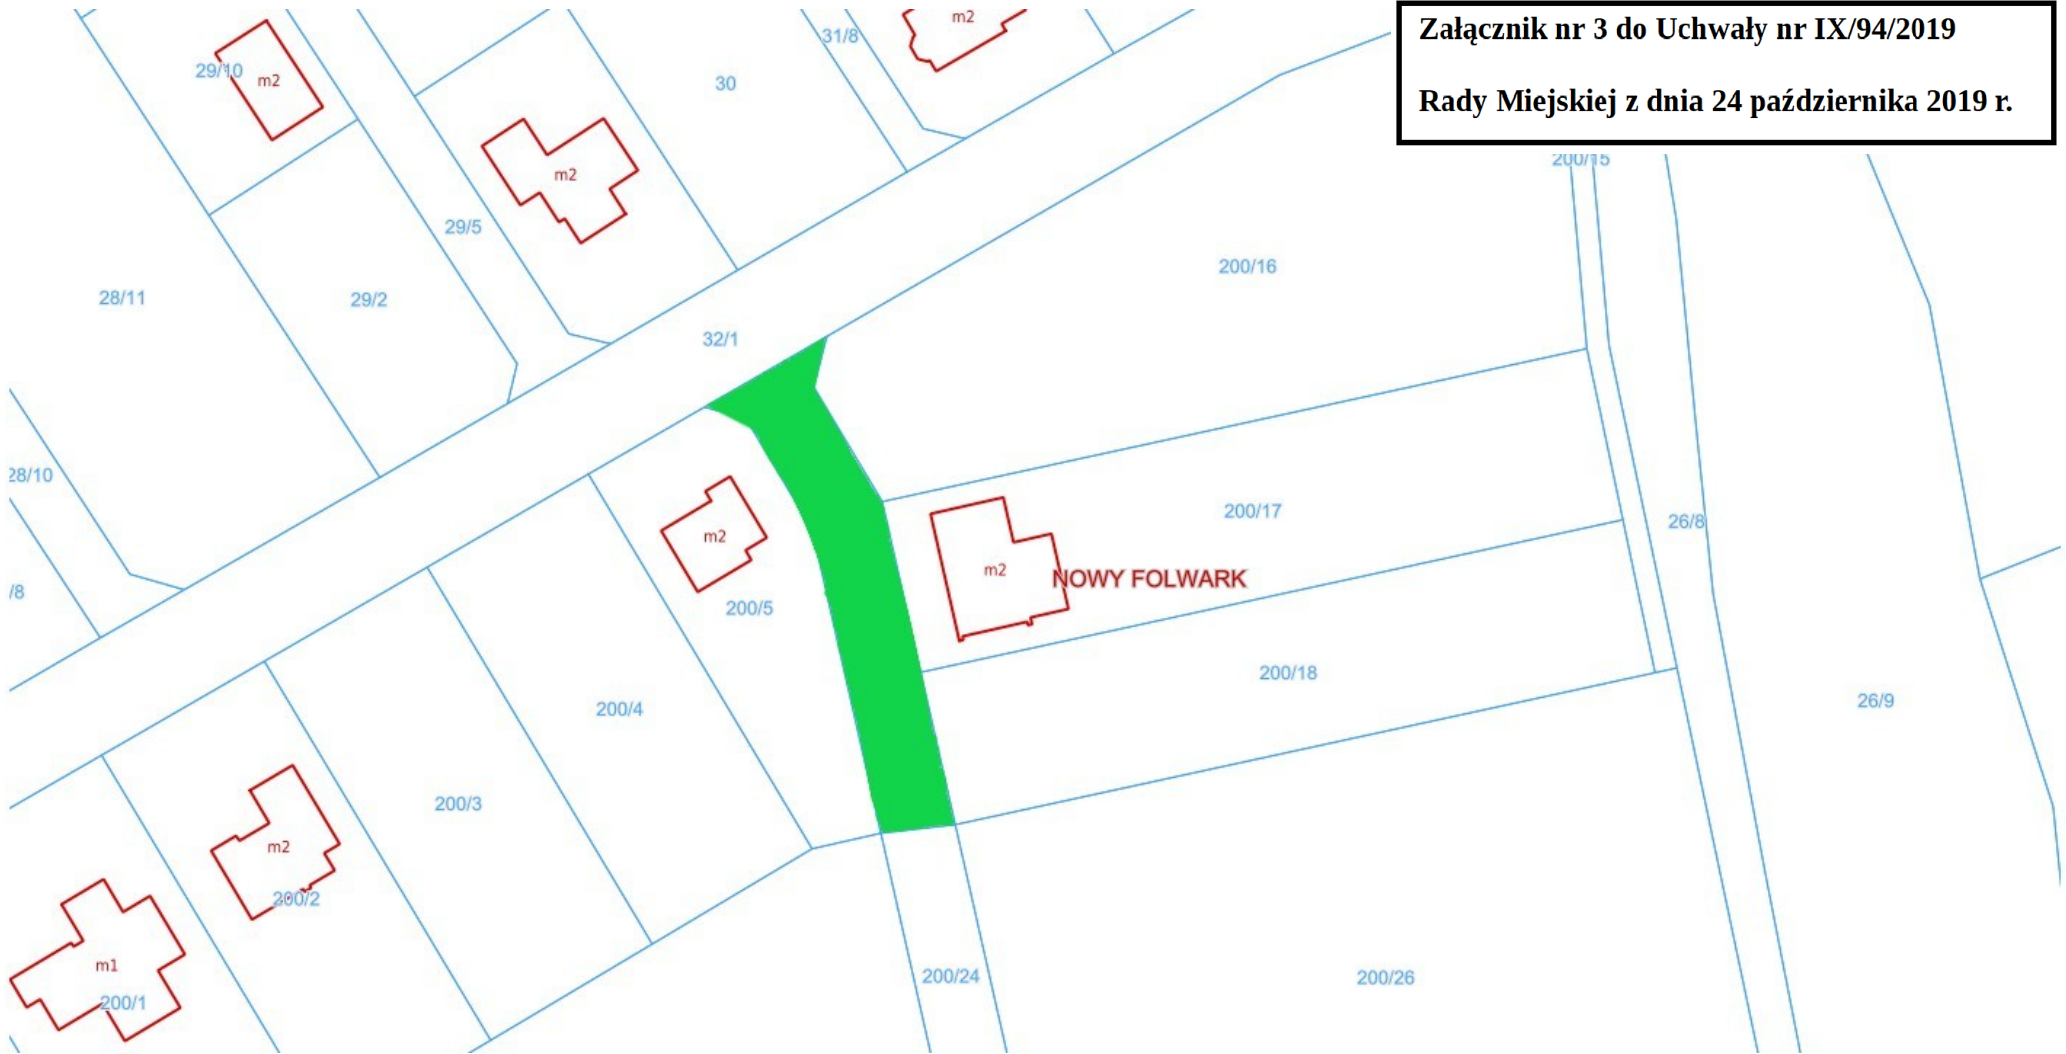 Załącznik nr 3 do Uchwały nr IX/94/2019
Rady Miejskiej z dnia 24 października 2019 r.
m2
31/8
29/10
m2
30
200/15
m2
29/5
200/16
28/11
29/2
32/1
28/10
200/17
26/8
m2
m2
NOWY FOLWARK
/8
200/5
200/18
26/9
200/4
200/3
m2
200/2
m1
200/24
200/26
200/1